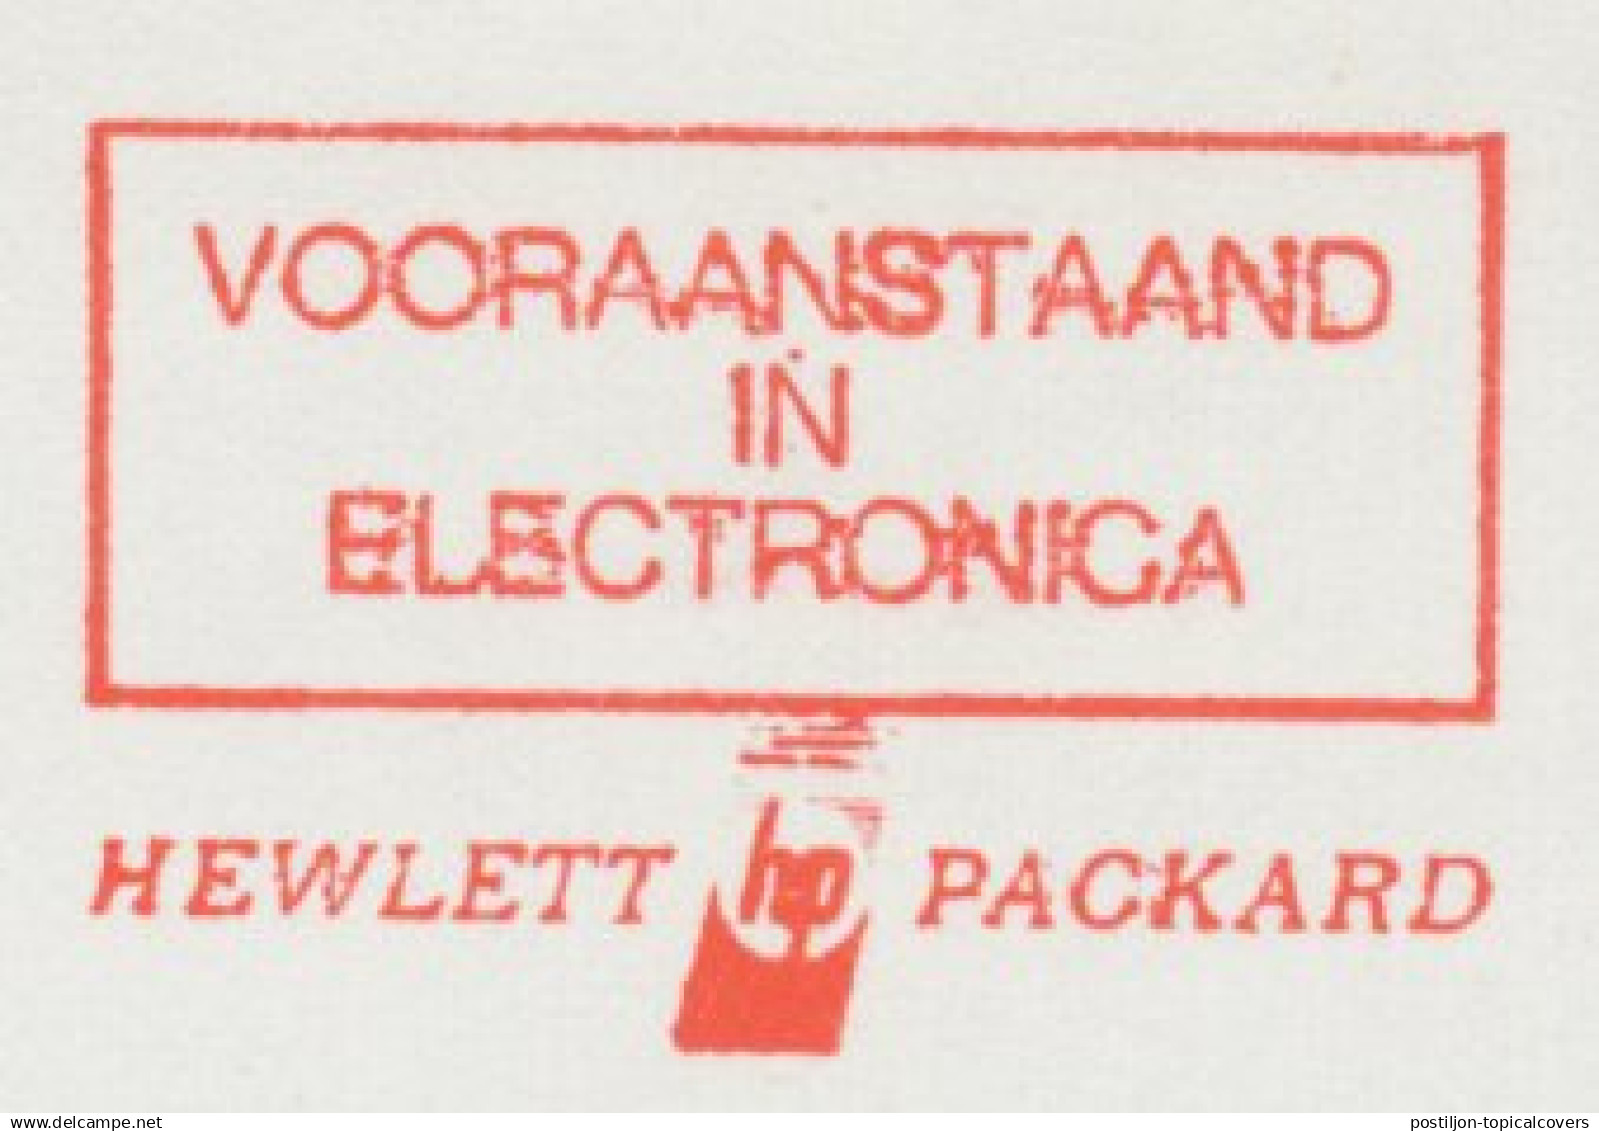 VOORAANSTAAND
IN
ELECTRONICA
HEWLETT hp PACKARD
www.delcampe.net
postiljon-topicalcovers